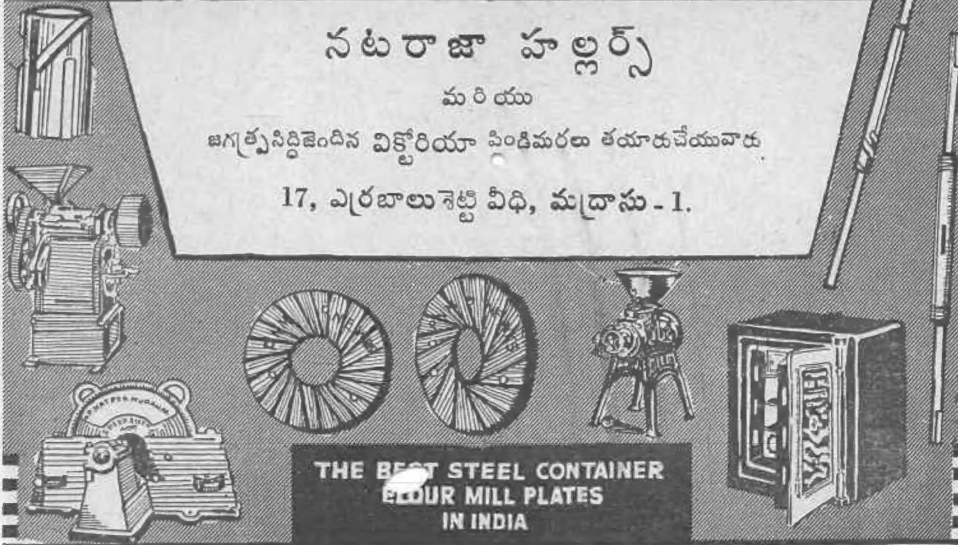 నటరాజా హల్లర్స్
మరియు
జగత్ప్రసిద్ధిజెందిన విక్టోరియా పిండిమరలు తయారుచేయువారు
17, ఎర్రబాలుశెట్టి వీధి, మద్రాసు - 1.
THE BEST STEEL CONTAINER
FLOUR MILL PLATES
IN INDIA